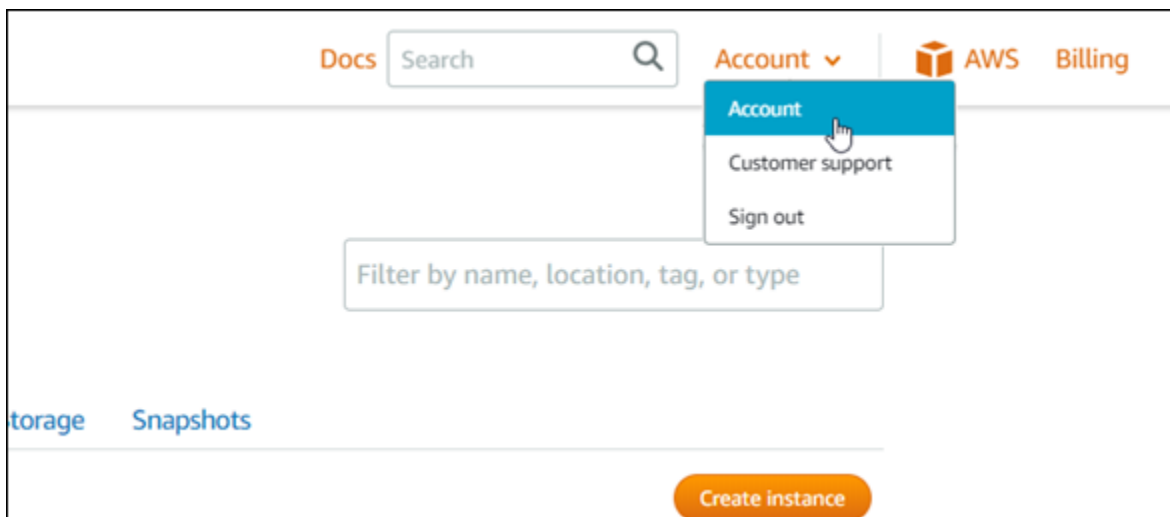 Docs Search Account AWS Billing
Account
Customer support
Sign out
Filter by name, location, tag, or type
torage Snapshots
Create instance